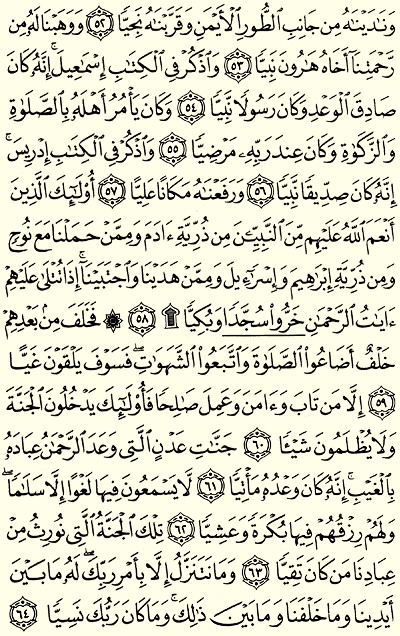 وَنَٰدَيْنَٰهُ مِن جَانِبِ ٱلطُّورِ ٱلْأَيْمَنِ وَقَرَّبْنَٰهُ نَجِيًّا ٥٢ وَوَهَبْنَا لَهُۥ مِن
رَّحْمَتِنَآ أَخَاهُ هَٰرُونَ نَبِيًّا ٥٣ وَٱذْكُرْ فِى ٱلْكِتَٰبِ إِسْمَٰعِيلَ ۚ إِنَّهُۥ كَانَ
صَادِقَ ٱلْوَعْدِ وَكَانَ رَسُولًا نَّبِيًّا ٥٤ وَكَانَ يَأْمُرُ أَهْلَهُۥ بِٱلصَّلَوٰةِ
وَٱلزَّكَوٰةِ وَكَانَ عِندَ رَبِّهِۦ مَرْضِيًّا ٥٥ وَٱذْكُرْ فِى ٱلْكِتَٰبِ إِدْرِيسَ ۚ
إِنَّهُۥ كَانَ صِدِّيقًا نَّبِيًّا ٥٦ وَرَفَعْنَٰهُ مَكَانًا عَلِيًّا ٥٧ أُو۟لَٰٓئِكَ ٱلَّذِينَ
أَنْعَمَ ٱللَّهُ عَلَيْهِم مِّنَ ٱلنَّبِيِّۦنَ مِن ذُرِّيَّةِ ءَادَمَ وَمِمَّنْ حَمَلْنَا مَعَ نُوحٍ
وَمِن ذُرِّيَّةِ إِبْرَٰهِيمَ وَإِسْرَٰٓءِيلَ وَمِمَّنْ هَدَيْنَا وَٱجْتَبَيْنَآ ۚ إِذَا تُتْلَىٰ عَلَيْهِمْ
ءَايَٰتُ ٱلرَّحْمَٰنِ خَرُّوا۟ سُجَّدًا وَبُكِيًّا ۩ ٥٨ ۞ فَخَلَفَ مِنۢ بَعْدِهِمْ
خَلْفٌ أَضَاعُوا۟ ٱلصَّلَوٰةَ وَٱتَّبَعُوا۟ ٱلشَّهَوَٰتِ ۖ فَسَوْفَ يَلْقَوْنَ غَيًّا
٥٩ إِلَّا مَن تَابَ وَءَامَنَ وَعَمِلَ صَٰلِحًا فَأُو۟لَٰٓئِكَ يَدْخُلُونَ ٱلْجَنَّةَ
وَلَا يُظْلَمُونَ شَيْـًٔا ٦٠ جَنَّٰتِ عَدْنٍ ٱلَّتِى وَعَدَ ٱلرَّحْمَٰنُ عِبَادَهُۥ
بِٱلْغَيْبِ ۚ إِنَّهُۥ كَانَ وَعْدُهُۥ مَأْتِيًّا ٦١ لَّا يَسْمَعُونَ فِيهَا لَغْوًا إِلَّا سَلَٰمًا ۖ
وَلَهُمْ رِزْقُهُمْ فِيهَا بُكْرَةً وَعَشِيًّا ٦٢ تِلْكَ ٱلْجَنَّةُ ٱلَّتِى نُورِثُ مِنْ
عِبَادِنَا مَن كَانَ تَقِيًّا ٦٣ وَمَا نَتَنَزَّلُ إِلَّا بِأَمْرِ رَبِّكَ ۖ لَهُۥ مَا بَيْنَ
أَيْدِينَا وَمَا خَلْفَنَا وَمَا بَيْنَ ذَٰلِكَ ۚ وَمَا كَانَ رَبُّكَ نَسِيًّا ٦٤